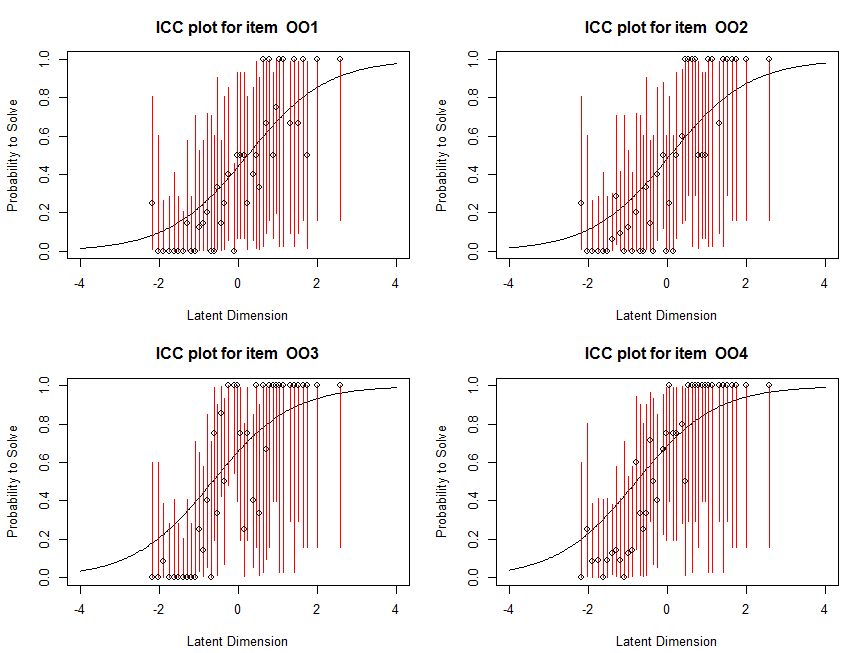 ICC plot for item OO1
Probability to Solve
0.0 0.2 0.4 0.6 0.8 1.0
-4 -2 0 2 4
Latent Dimension
ICC plot for item OO2
Probability to Solve
0.0 0.2 0.4 0.6 0.8 1.0
-4 -2 0 2 4
Latent Dimension
ICC plot for item OO3
Probability to Solve
0.0 0.2 0.4 0.6 0.8 1.0
-4 -2 0 2 4
Latent Dimension
ICC plot for item OO4
Probability to Solve
0.0 0.2 0.4 0.6 0.8 1.0
-4 -2 0 2 4
Latent Dimension